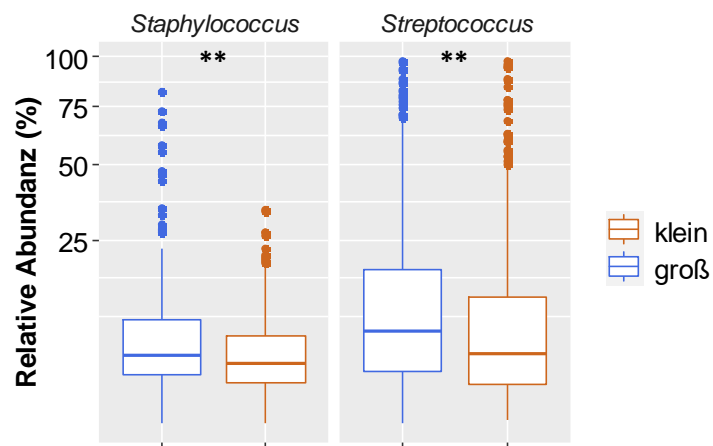 Staphylococcus Streptococcus
** **
100
75
50
25
Relative Abundanz (%)
klein
groß